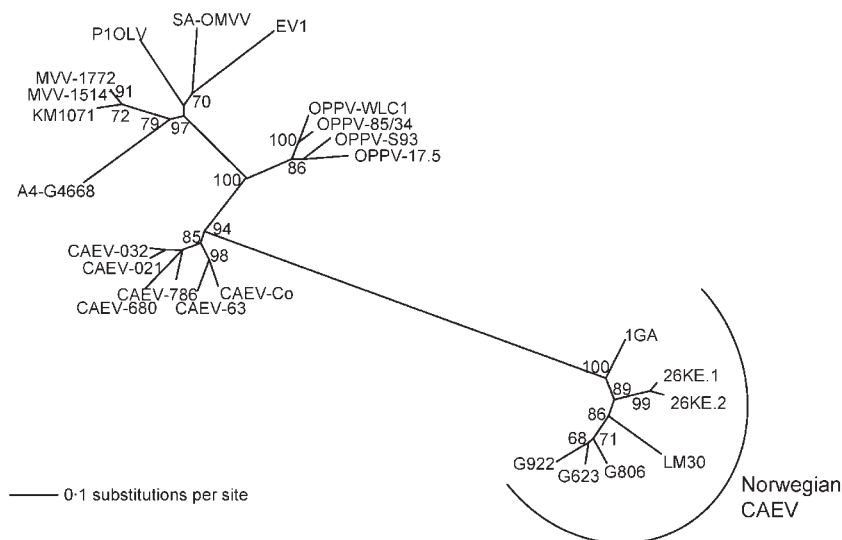 SA-OMVV
P1OLV
EV1
MVV-1772
91
MVV-1514
70
KM1071
72
79
97
OPPV-WLC1
OPPV-85/34
100
OPPV-S93
OPPV-17.5
86
A4-G4668
100
94
85
CAEV-032
98
CAEV-021
CAEV-786
CAEV-Co
CAEV-680
CAEV-63
1GA
100
26KE.1
89
99
26KE.2
86
68
71
G922
G623
G806
LM30
0·1 substitutions per site
Norwegian
CAEV